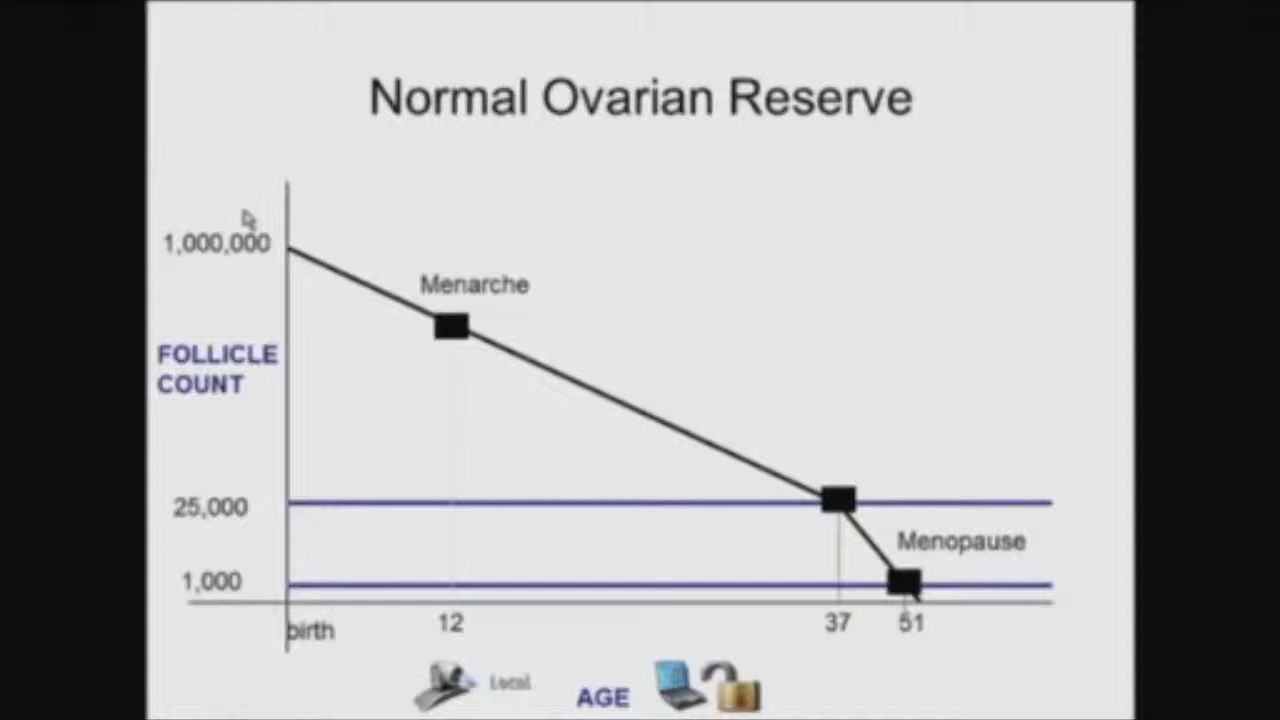 Normal Ovarian Reserve
1,000,000
Menarche
FOLLICLE
COUNT
25,000
Menopause
1,000
birth
12
37
51
Local
AGE